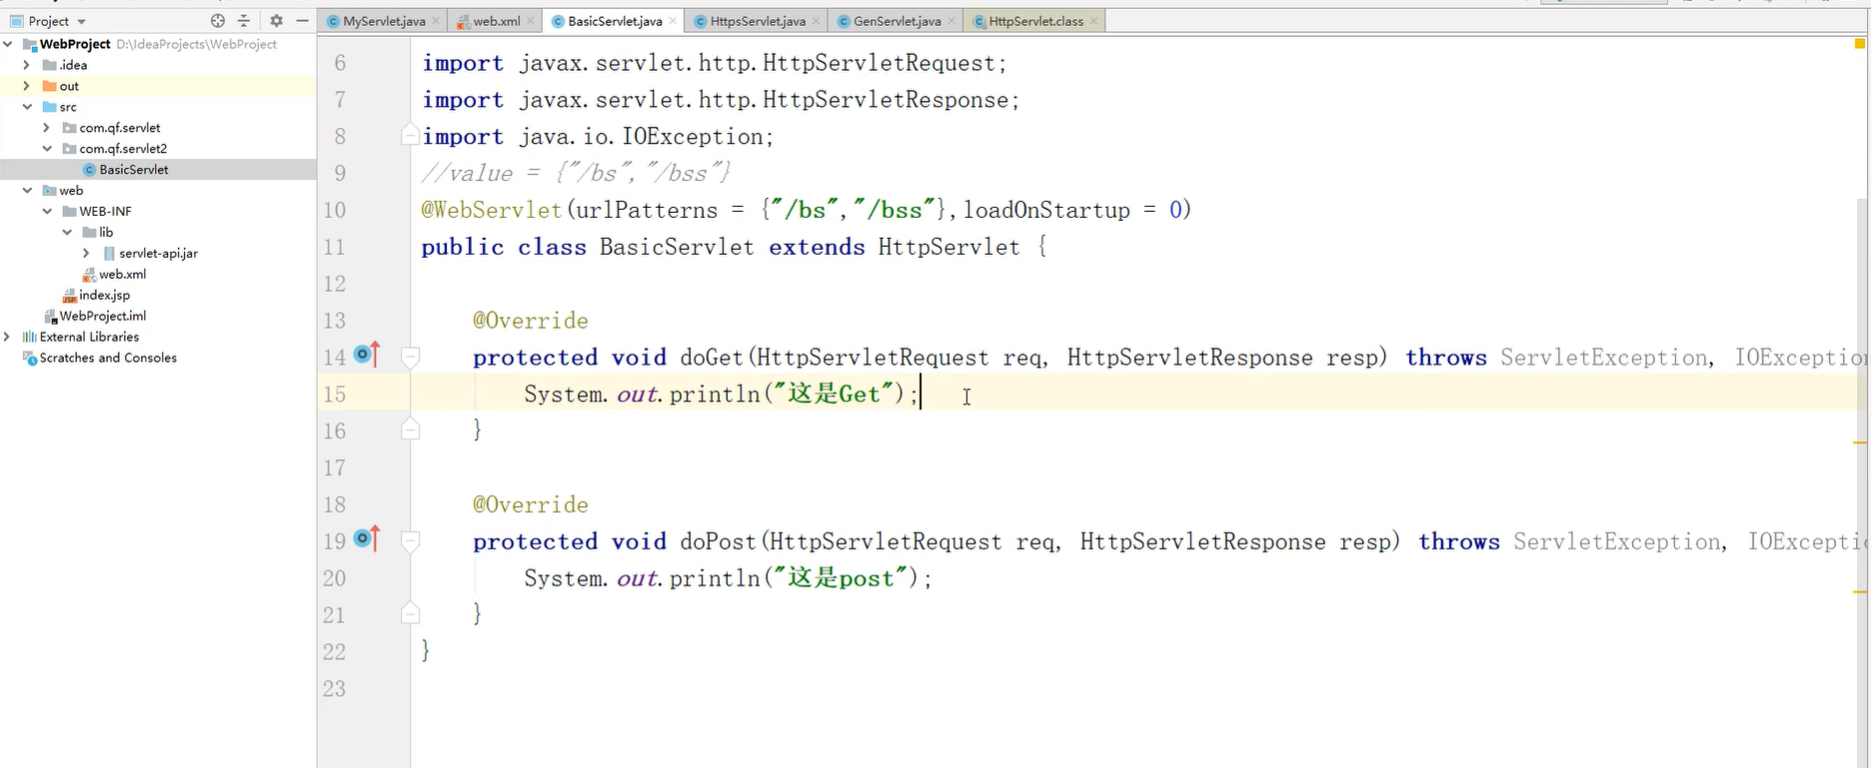 Project
MyServlet.java
web.xml
BasicServlet.java
HttpsServlet.java
GenServlet.java
HttpServlet.class
WebProject D:\IdeaProjects\WebProject
.idea
out
src
com.qf.servlet
com.qf.servlet2
BasicServlet
web
WEB-INF
lib
servlet-api.jar
web.xml
index.jsp
WebProject.iml
External Libraries
Scratches and Consoles
6 import javax.servlet.http.HttpServletRequest;
7 import javax.servlet.http.HttpServletResponse;
8 import java.io.IOException;
9 //value = {"/bs","/bss"}
10 @WebServlet(urlPatterns = {"/bs","/bss"},loadOnStartup = 0)
11 public class BasicServlet extends HttpServlet {
12
13 @Override
14 protected void doGet(HttpServletRequest req, HttpServletResponse resp) throws ServletException, IOException
15 System.out.println("这是Get");
16 }
17
18 @Override
19 protected void doPost(HttpServletRequest req, HttpServletResponse resp) throws ServletException, IOExcepti
20 System.out.println("这是post");
21 }
22 }
23